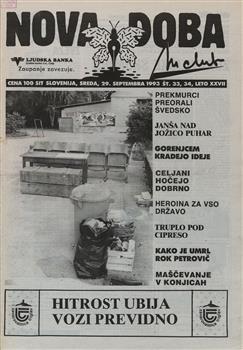 NOVA DOBA
LJUDSKA BANKA
Zaupanje zavezuje.
CENA 100 SIT SLOVENIJA, SREDA, 29. SEPTEMBRA 1993 ŠT. 33, 34, LETO XXVII
PREKMURCI
PREORALI
ŠVEDSKO
JANŠA NAD
JOŽICO PUHAR
GORENJCEM
KRADEJO IDEJE
CELJANI
HOČEJO
DOBRNO
HEROINA ZA VSO
DRŽAVO
TRUPLO POD
CIPRESO
KAKO JE UMRL
ROK PETROVIČ
MAŠČEVANJE
V KONJICAH
HITROST UBIJA
VOZI PREVIDNO